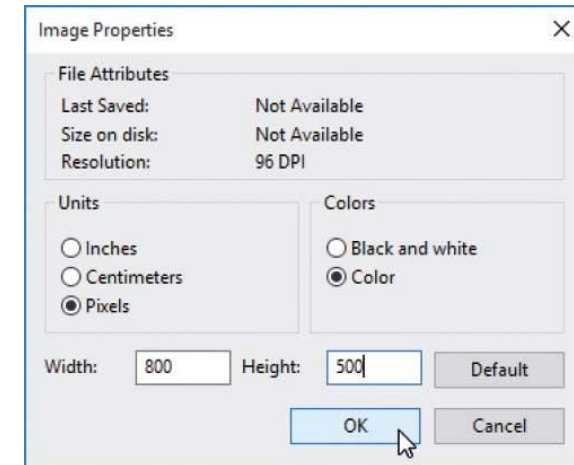 Image Properties
File Attributes
Last Saved: Not Available
Size on disk: Not Available
Resolution: 96 DPI
Units
Inches
Centimeters
Pixels
Colors
Black and white
Color
Width: 800 Height: 500 Default
OK Cancel